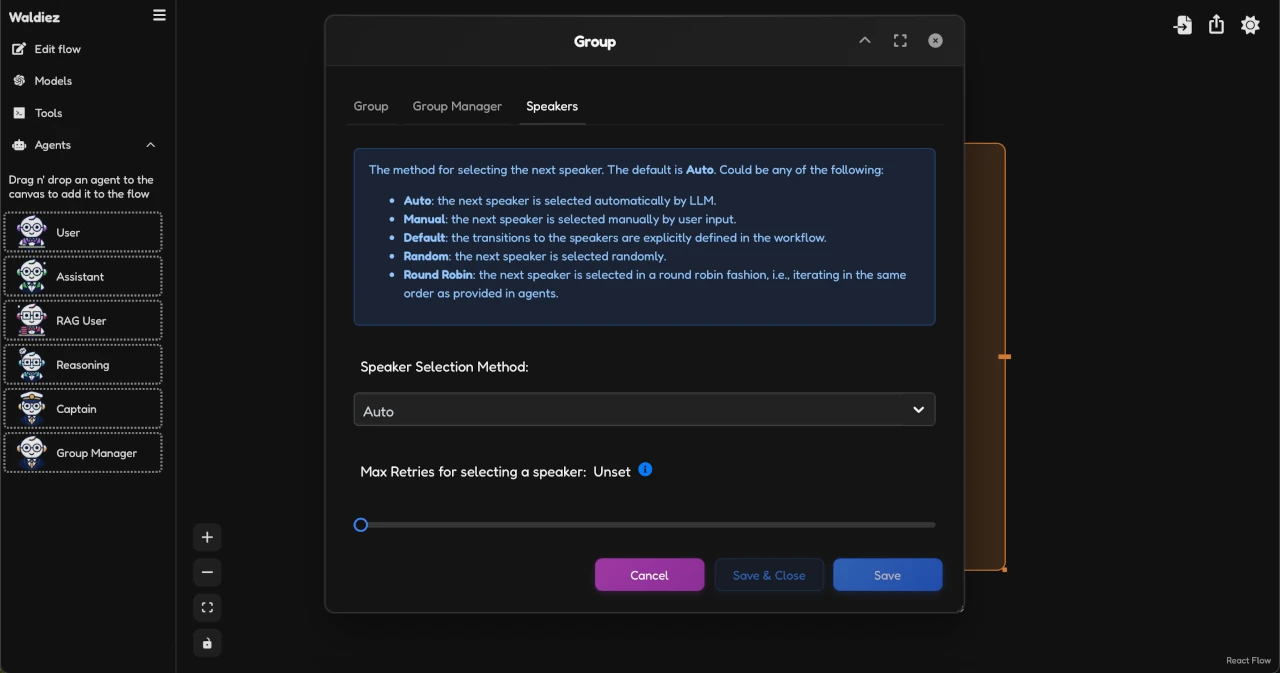 Waldiez
Edit flow
Models
Tools
Agents
Drag n' drop an agent to the
canvas to add it to the flow
User
Assistant
RAG User
Reasoning
Captain
Group Manager
Group
Group Group Manager Speakers
The method for selecting the next speaker. The default is Auto. Could be any of the following:
• Auto: the next speaker is selected automatically by LLM.
• Manual: the next speaker is selected manually by user input.
• Default: the transitions to the speakers are explicitly defined in the workflow.
• Random: the next speaker is selected randomly.
• Round Robin: the next speaker is selected in a round robin fashion, i.e., iterating in the same
order as provided in agents.
Speaker Selection Method:
Auto
Max Retries for selecting a speaker: Unset
Cancel Save & Close Save
React Flow